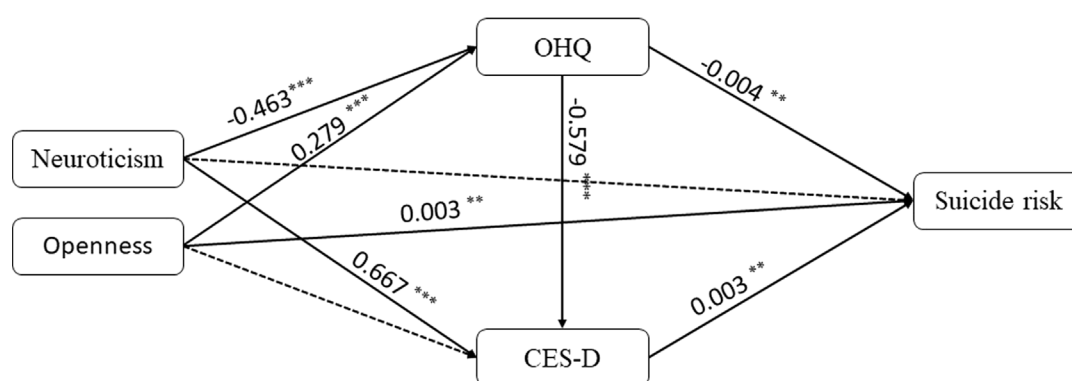 OHQ
-0.463***
-0.004 **
0.279 ***
-0.579***
Neuroticism
Openness
0.003 **
Suicide risk
0.667 ***
0.003 **
CES-D